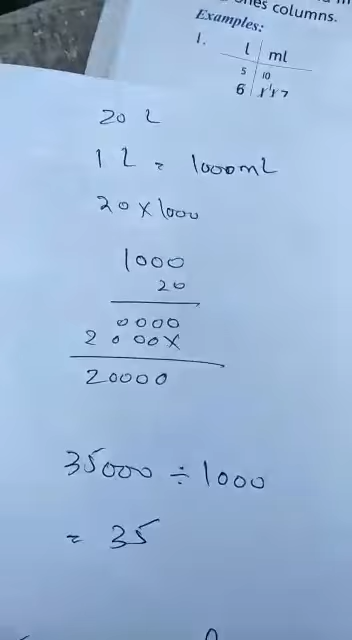 ones columns.
Examples:
1.
l ml
5 10
6
20 L
1 L = 1000mL
20 x 1000
1000
20
0000
2000X
20000
35000 ÷ 1000
= 35